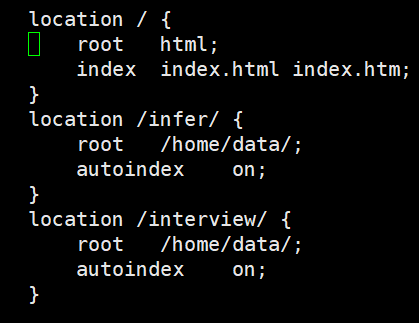 location / {
    root   html;
    index  index.html index.htm;
}
location /infer/ {
    root   /home/data/;
    autoindex    on;
}
location /interview/ {
    root   /home/data/;
    autoindex    on;
}